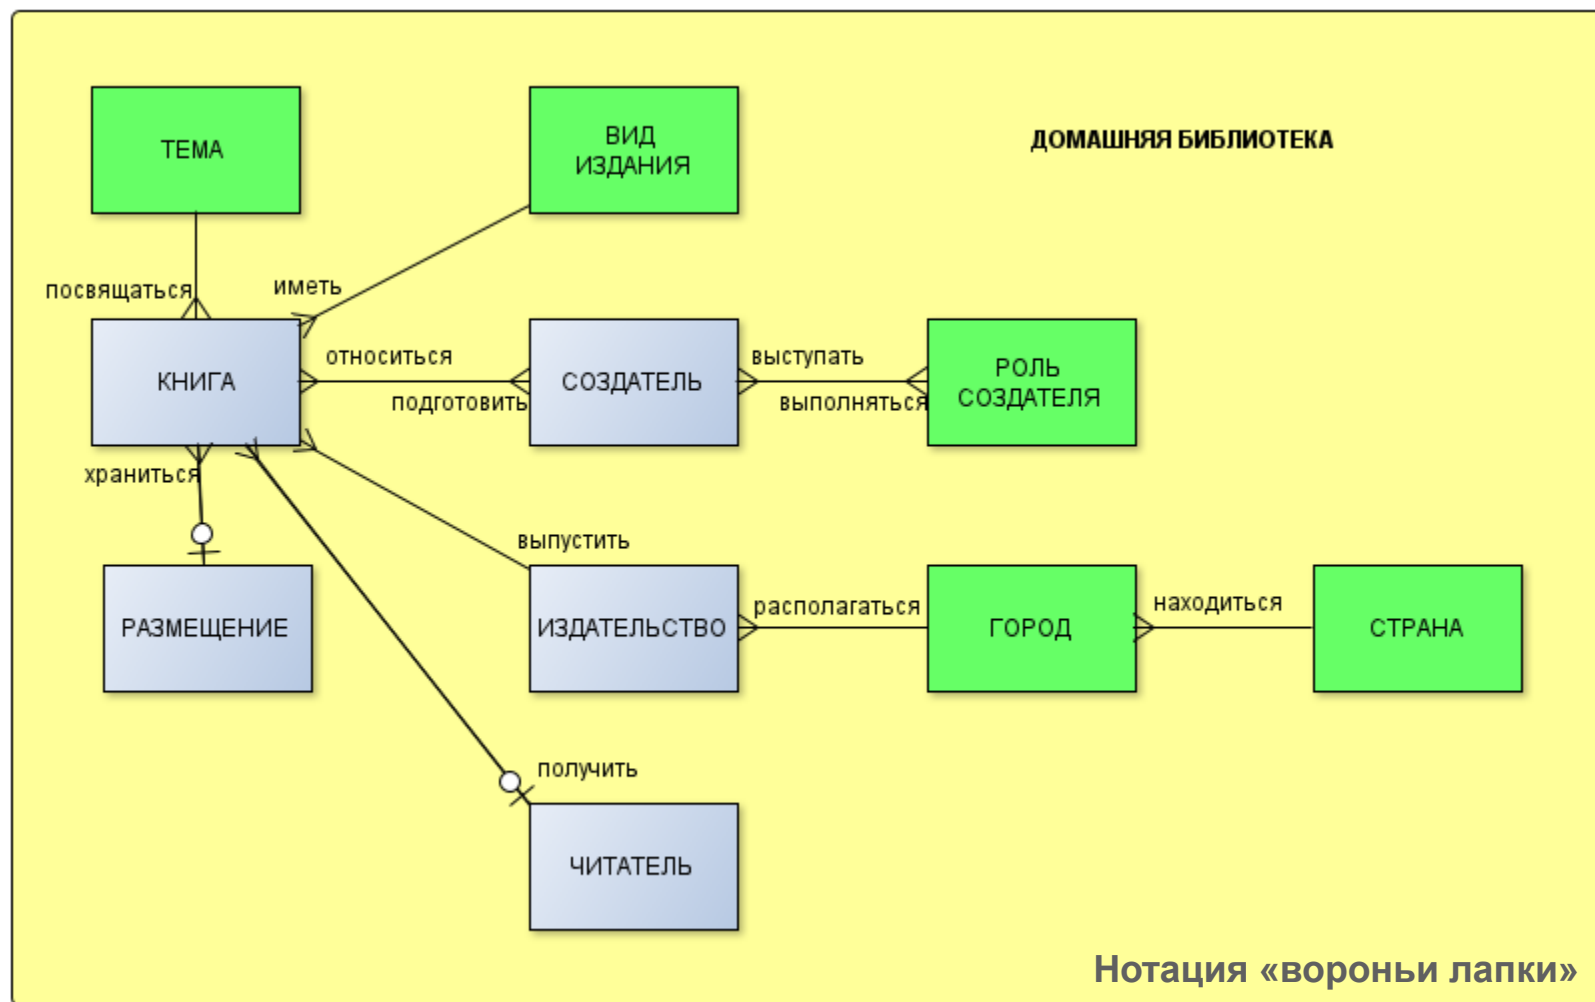 ТЕМА
ВИД
ИЗДАНИЯ
ДОМАШНЯЯ БИБЛИОТЕКА
посвящаться
иметь
КНИГА
относиться
подготовить
СОЗДАТЕЛЬ
выступать
выполняться
РОЛЬ
СОЗДАТЕЛЯ
храниться
выпустить
РАЗМЕЩЕНИЕ
ИЗДАТЕЛЬСТВО
располагаться
ГОРОД
находиться
СТРАНА
получить
ЧИТАТЕЛЬ
Нотация «вороньи лапки»